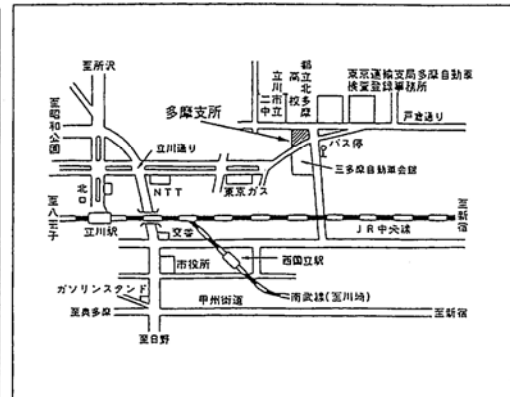 至所沢
至昭和公園
立川市立
二中
都立北多摩
高校
東京運輸支局多摩自動車
検査登録事務所
多摩支所
戸倉通り
バス停
立川通り
三多摩自動車会館
NTT
東京ガス
北
至八王子
立川駅
交番
JR中央線
至新宿
市役所
西国立駅
ガソリンスタンド
甲州街道
南武線(至川崎)
至奥多摩
至新宿
至日野